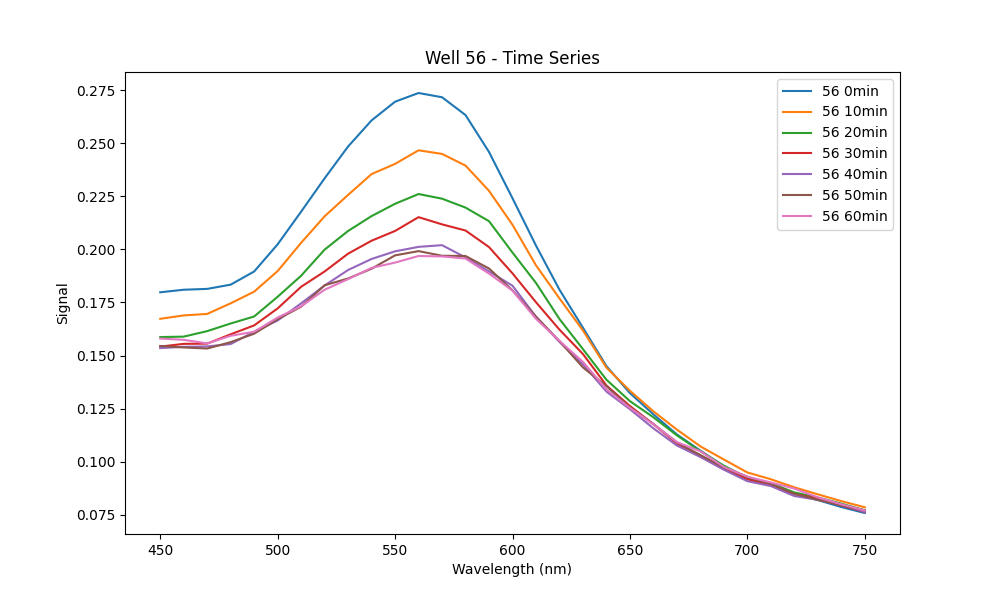 Well 56 - Time Series
Signal
0.275
0.250
0.225
0.200
0.175
0.150
0.125
0.100
0.075
56 0min
56 10min
56 20min
56 30min
56 40min
56 50min
56 60min
450 500 550 600 650 700 750
Wavelength (nm)